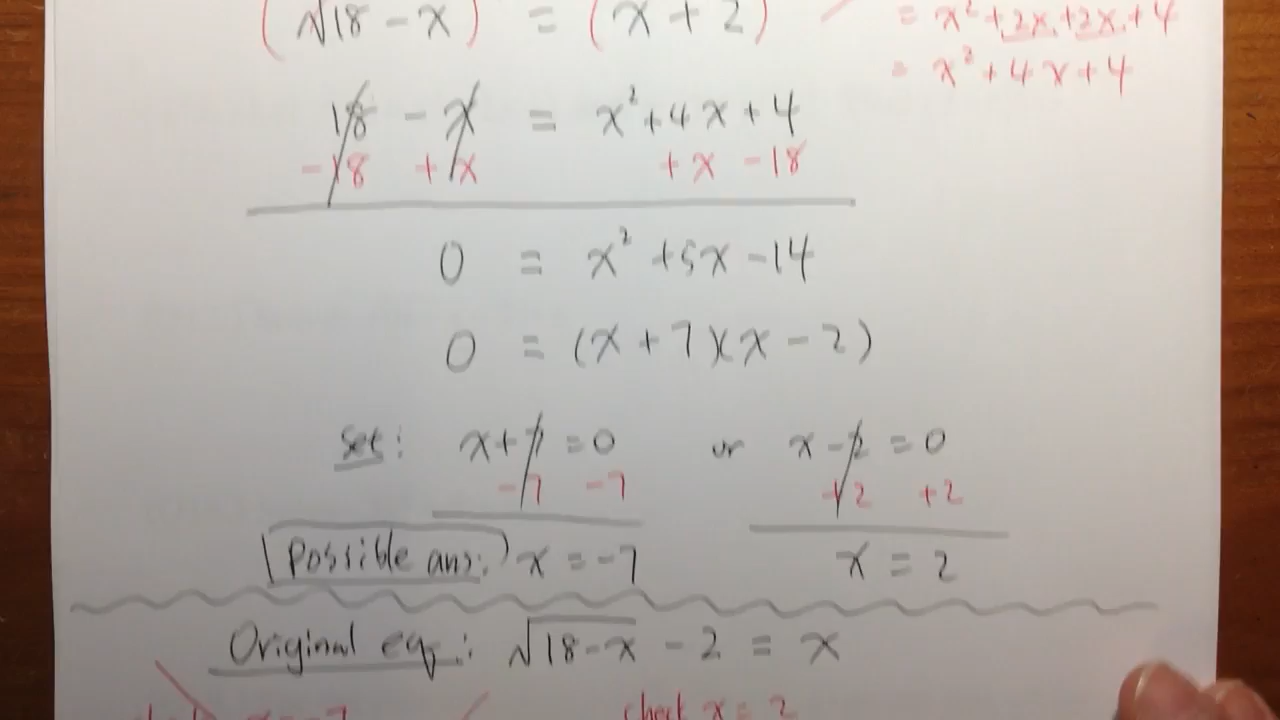 (√18 - x) = (x + 2)
= x² + 2x + 2x + 4
= x² + 4x + 4
18 - x = x² + 4x + 4
-18 + x + x - 18
0 = x² + 5x - 14
0 = (x + 7)(x - 2)
Set: x + 7 = 0 or x - 2 = 0
-7 -7 +2 +2
Possible ans: x = -7 x = 2
Original eq.: √18-x - 2 = x
check x = 2